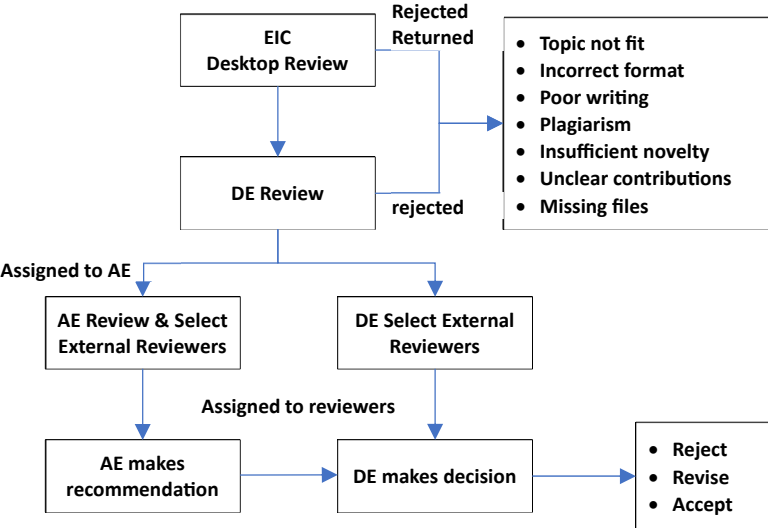 Rejected
Returned
EIC
Desktop Review
• Topic not fit
• Incorrect format
• Poor writing
• Plagiarism
• Insufficient novelty
• Unclear contributions
• Missing files
DE Review
rejected
Assigned to AE
AE Review & Select
External Reviewers
DE Select External
Reviewers
Assigned to reviewers
AE makes
recommendation
DE makes decision
• Reject
• Revise
• Accept